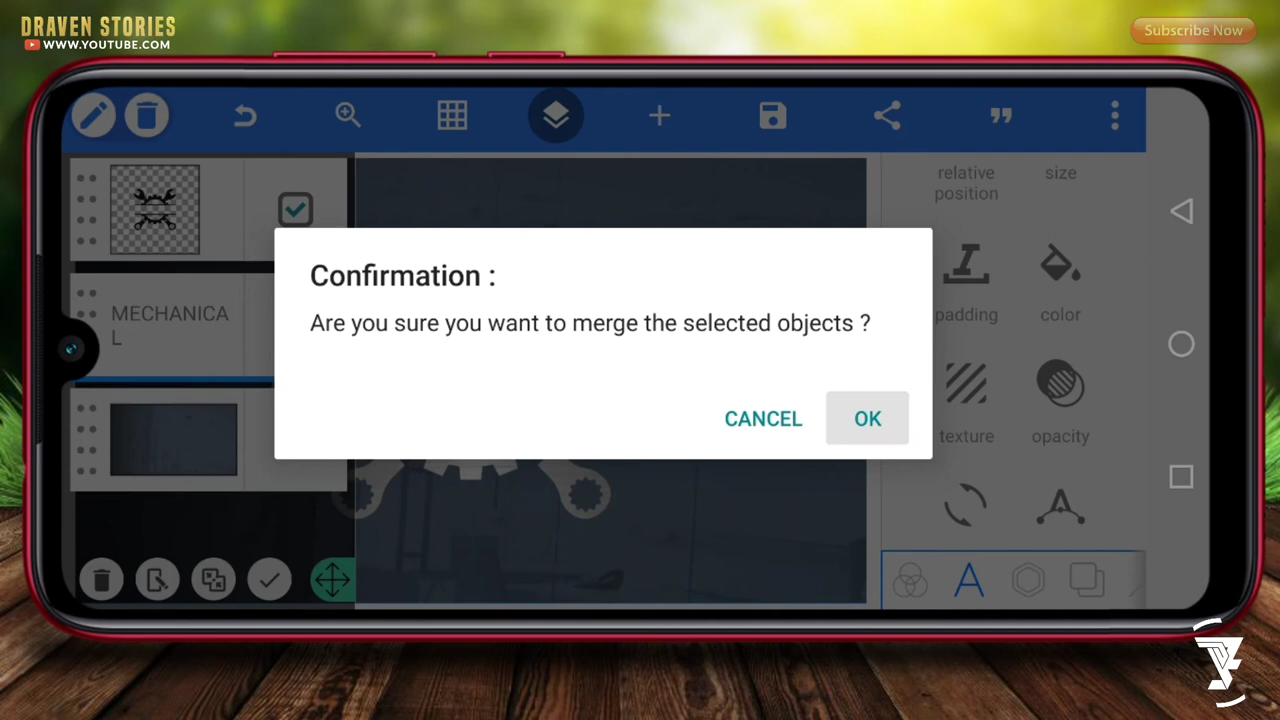 DRAVEN STORIES
WWW.YOUTUBE.COM
Subscribe Now
relative
position
size
MECHANICA
L
Confirmation :
Are you sure you want to merge the selected objects ?
CANCEL
OK
padding
color
texture
opacity